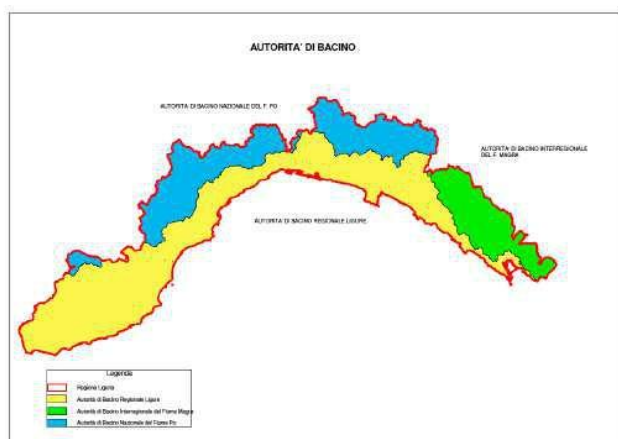 AUTORITA' DI BACINO
AUTORITA' DI BACINO NAZIONALE DEL F. PO
AUTORITA' DI BACINO INTERREGIONALE
DEL F. MAGRA
AUTORITA' DI BACINO REGIONALE LIGURE
Legenda
Regione Liguria
Autorità di Bacino Regionale Ligure
Autorità di Bacino Interregionale del Fiume Magra
Autorità di Bacino Nazionale del Fiume Po